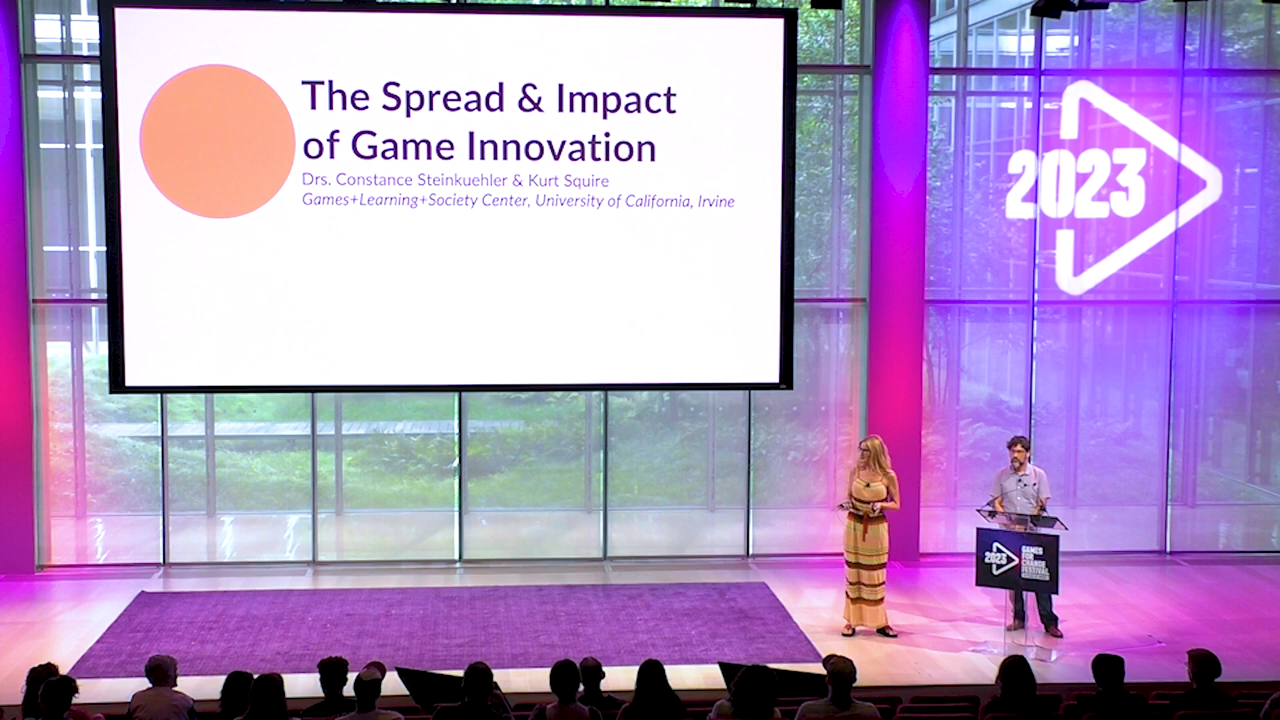 The Spread & Impact
of Game Innovation
Drs. Constance Steinkuehler & Kurt Squire
Games+Learning+Society Center, University of California, Irvine
2023
2023
GAMES
FOR
CHANGE
FESTIVAL